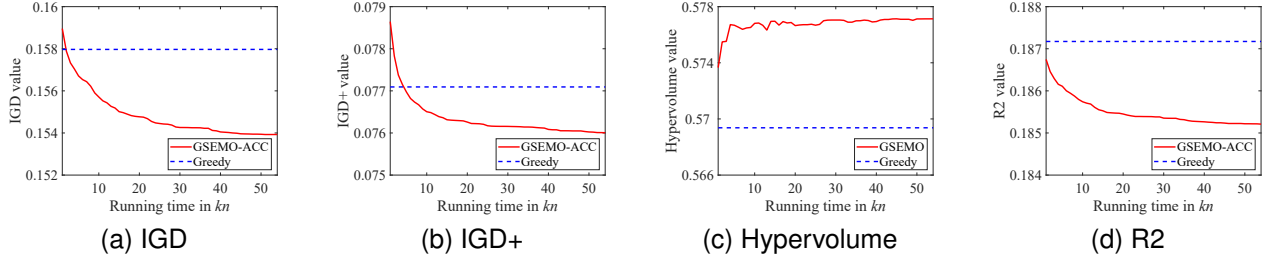 0.16
0.158
0.156
0.154
0.152
IGD value
10 20 30 40 50
Running time in kn
GSEMO-ACC
Greedy
(a) IGD
0.079
0.078
0.077
0.076
0.075
IGD+ value
10 20 30 40 50
Running time in kn
GSEMO-ACC
Greedy
(b) IGD+
0.578
0.574
0.57
0.566
Hypervolume value
10 20 30 40 50
Running time in kn
GSEMO
Greedy
(c) Hypervolume
0.188
0.187
0.186
0.185
0.184
R2 value
10 20 30 40 50
Running time in kn
GSEMO-ACC
Greedy
(d) R2